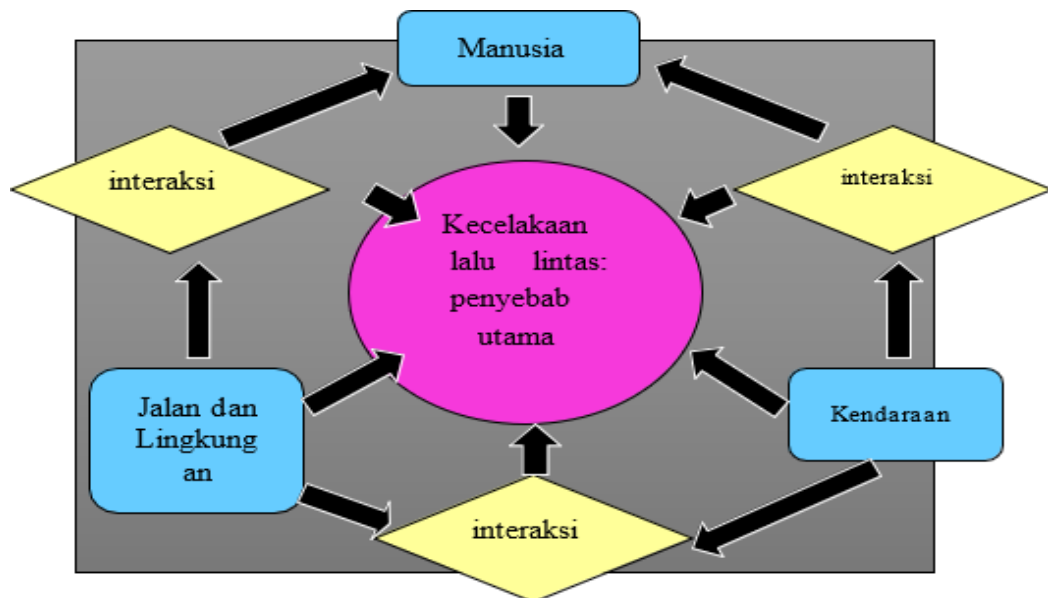 Manusia
interaksi
interaksi
Kecelakaan
lalu lintas:
penyebab
utama
Jalan dan
Lingkung
an
Kendaraan
interaksi